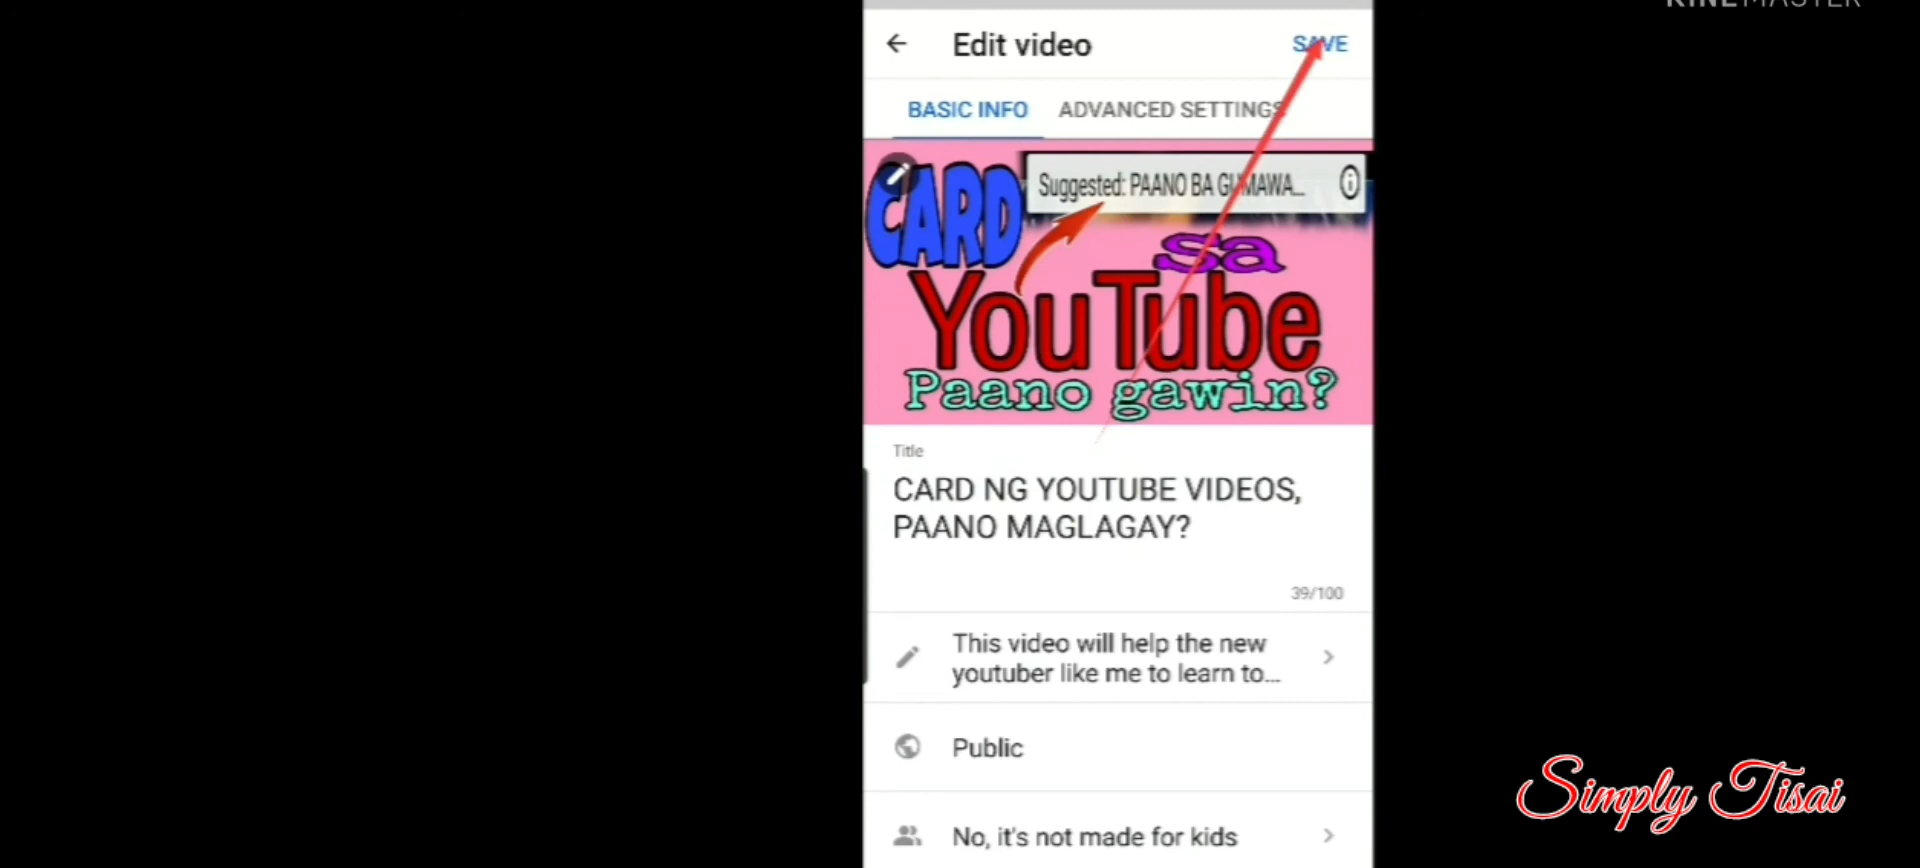 KINEMASTER
Edit video
SAVE
BASIC INFO
ADVANCED SETTINGS
CARD
Suggested: PAANO BA GUMAWA...
sa
YouTube
Paano gawin?
Title
CARD NG YOUTUBE VIDEOS,
PAANO MAGLAGAY?
39/100
This video will help the new
youtuber like me to learn to...
Public
No, it's not made for kids
Simply Tisai